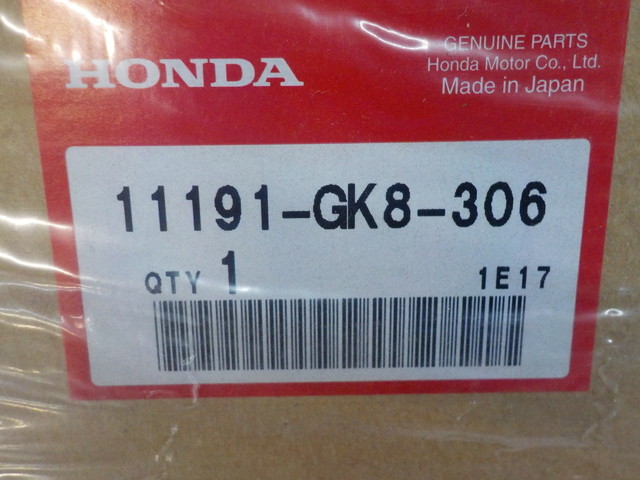 HONDA
GENUINE PARTS
Honda Motor Co., Ltd.
Made in Japan
11191-GK8-306
QTY 1 1E17